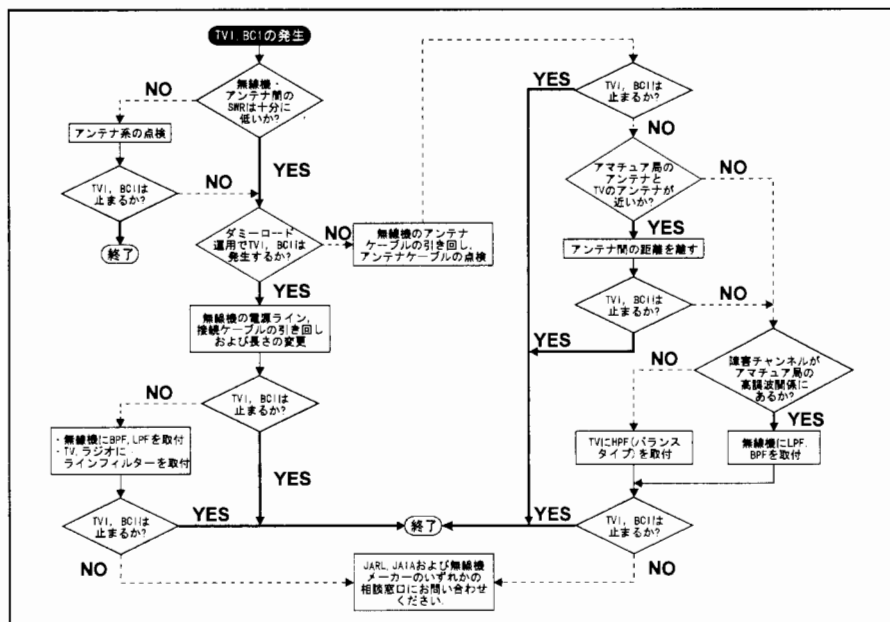 TVI, BCIの発生
無線機・
アンテナ間の
SWRは十分に
低いか?
NO
YES
アンテナ系の点検
TVI, BCIは
止まるか?
NO
終了
ダミーロード
運用でTVI, BCIは
発生するか?
NO
YES
無線機のアンテナ
ケーブルの引き回し,
アンテナケーブルの点検
無線機の電源ライン,
接続ケーブルの引き回し
および長さの変更
TVI, BCIは
止まるか?
NO
YES
・無線機にBPF, LPFを取付
・TV, ラジオに
ラインフィルターを取付
TVI, BCIは
止まるか?
YES
NO
TVI, BCIは
止まるか?
YES
NO
アマチュア局の
アンテナと
TVのアンテナが
近いか?
NO
YES
アンテナ間の距離を離す
TVI, BCIは
止まるか?
NO
YES
障害チャンネルが
アマチュア局の
高調波関係に
あるか?
NO
YES
TVにHPF(バランス
タイプ)を取付
無線機にLPF,
BPFを取付
TVI, BCIは
止まるか?
YES
NO
終了
JARL, JAIAおよび無線機
メーカーのいずれかの
相談窓口にお問い合わせ
ください.